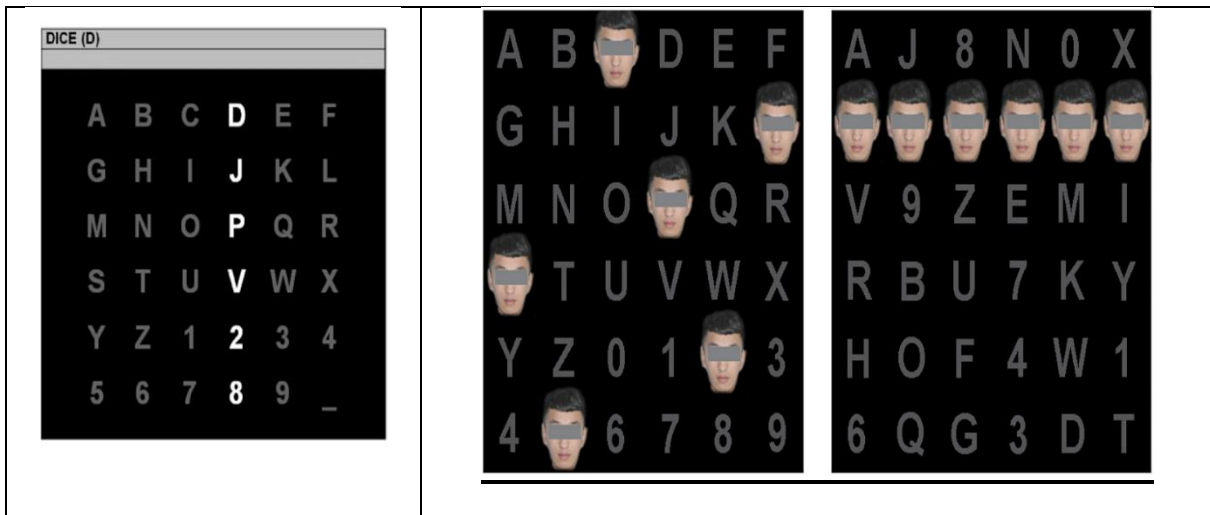 DICE (D)
A B C D E F
G H I J K L
M N O P Q R
S T U V W X
Y Z 1 2 3 4
5 6 7 8 9 _
A B D E F
G H I J K
M N O Q R
T U V W X
Y Z 0 1 3
4 6 7 8 9
A J 8 N 0 X
V 9 Z E M I
R B U 7 K Y
H O F 4 W 1
6 Q G 3 D T